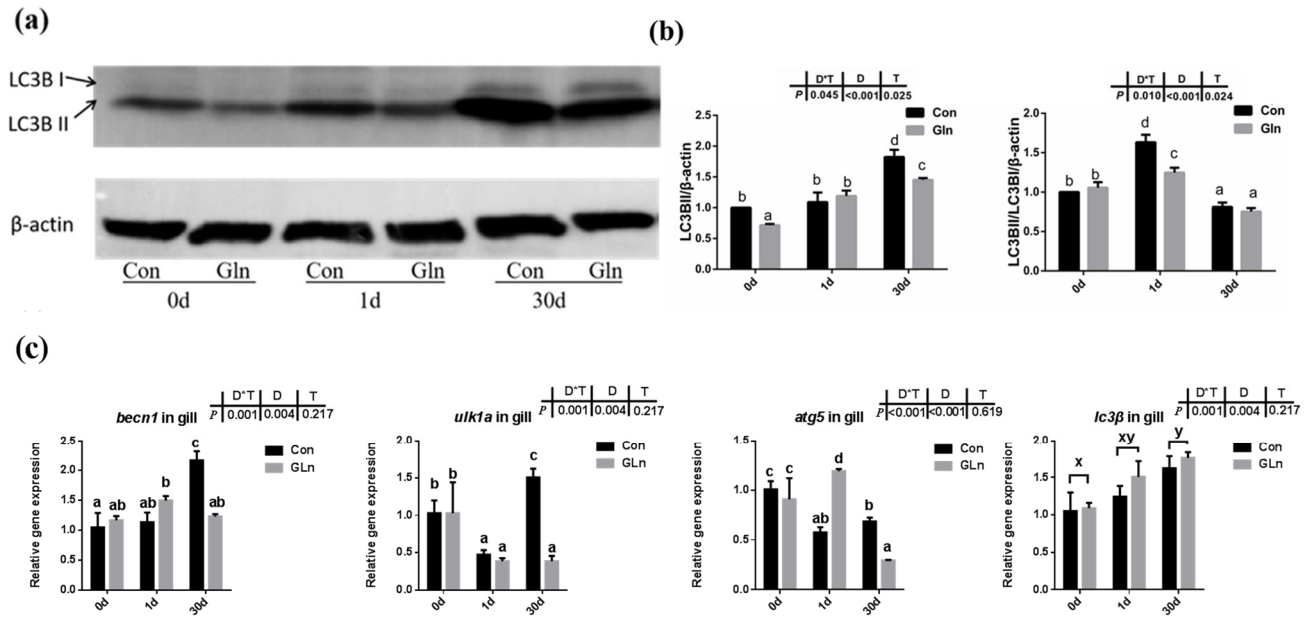 (a)
LC3B I
LC3B II
β-actin
Con Gln Con Gln Con Gln
0d 1d 30d
(b)
D*T D T
P 0.045 <0.001 0.025
Con
Gln
LC3BII/β-actin
2.5
2.0
1.5
1.0
0.5
0.0
b a b b d c
0d 1d 30d
D*T D T
P 0.010 <0.001 0.024
Con
Gln
LC3BII/LC3BI/β-actin
2.0
1.5
1.0
0.5
0.0
b b d c a a
0d 1d 30d
(c)
D*T D T
P 0.001 0.004 0.217
becn1 in gill
Con
GLn
Relative gene expression
2.5
2.0
1.5
1.0
0.5
0.0
a ab ab b c ab
0d 1d 30d
D*T D T
P 0.001 0.004 0.217
ulk1a in gill
Con
GLn
Relative gene expression
2.0
1.5
1.0
0.5
0.0
b b a a c a
0d 1d 30d
D*T D T
P <0.001 <0.001 0.619
atg5 in gill
Con
GLn
Relative gene expression
1.5
1.0
0.5
0.0
c c ab d b a
0d 1d 30d
D*T D T
P 0.001 0.004 0.217
lc3β in gill
Con
GLn
Relative gene expression
2.0
1.5
1.0
0.5
0.0
x xy y
0d 1d 30d